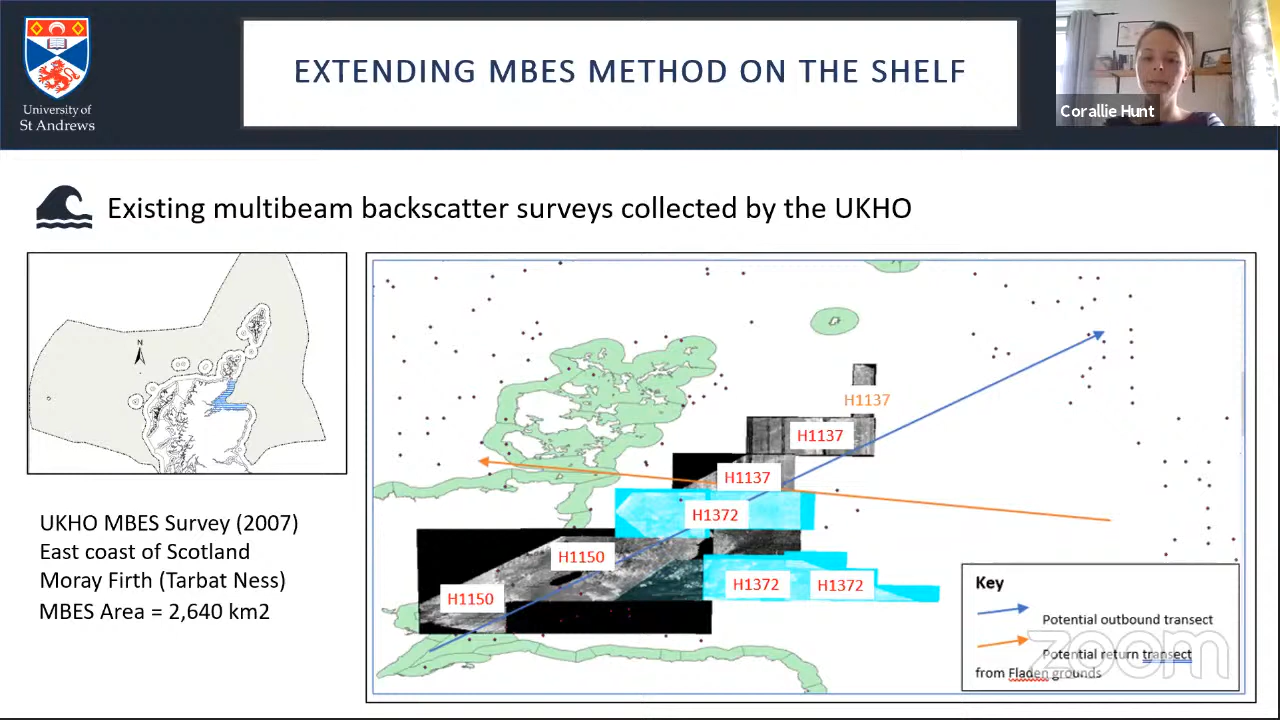 University of
St Andrews
EXTENDING MBES METHOD ON THE SHELF
Corallie Hunt
Existing multibeam backscatter surveys collected by the UKHO
N
UKHO MBES Survey (2007)
East coast of Scotland
Moray Firth (Tarbat Ness)
MBES Area = 2,640 km2
H1137
H1137
H1137
H1372
H1150
H1372
H1372
H1150
Key
Potential outbound transect
Potential return transect
from Fladen grounds
zoom